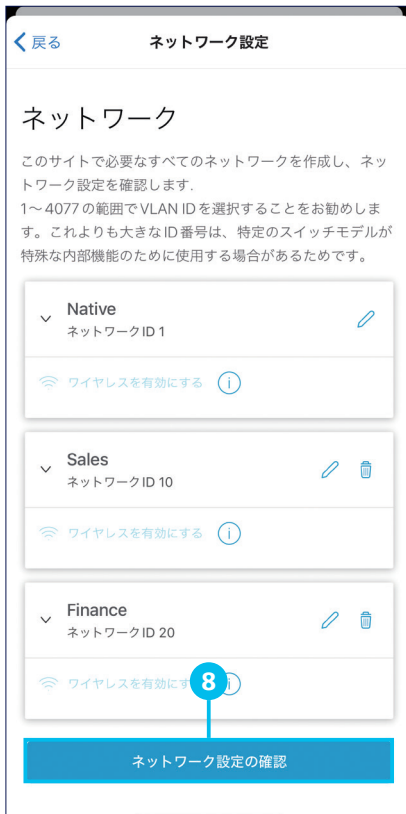 戻る ネットワーク設定
ネットワーク
このサイトで必要なすべてのネットワークを作成し、ネッ
トワーク設定を確認します.
1〜4077の範囲でVLAN IDを選択することをお勧めしま
す。これよりも大きなID番号は、特定のスイッチモデルが
特殊な内部機能のために使用する場合があるためです。
Native
ネットワークID 1
ワイヤレスを有効にする i
Sales
ネットワークID 10
ワイヤレスを有効にする i
Finance
ネットワークID 20
ワイヤレスを有効にす 8 i
ネットワーク設定の確認